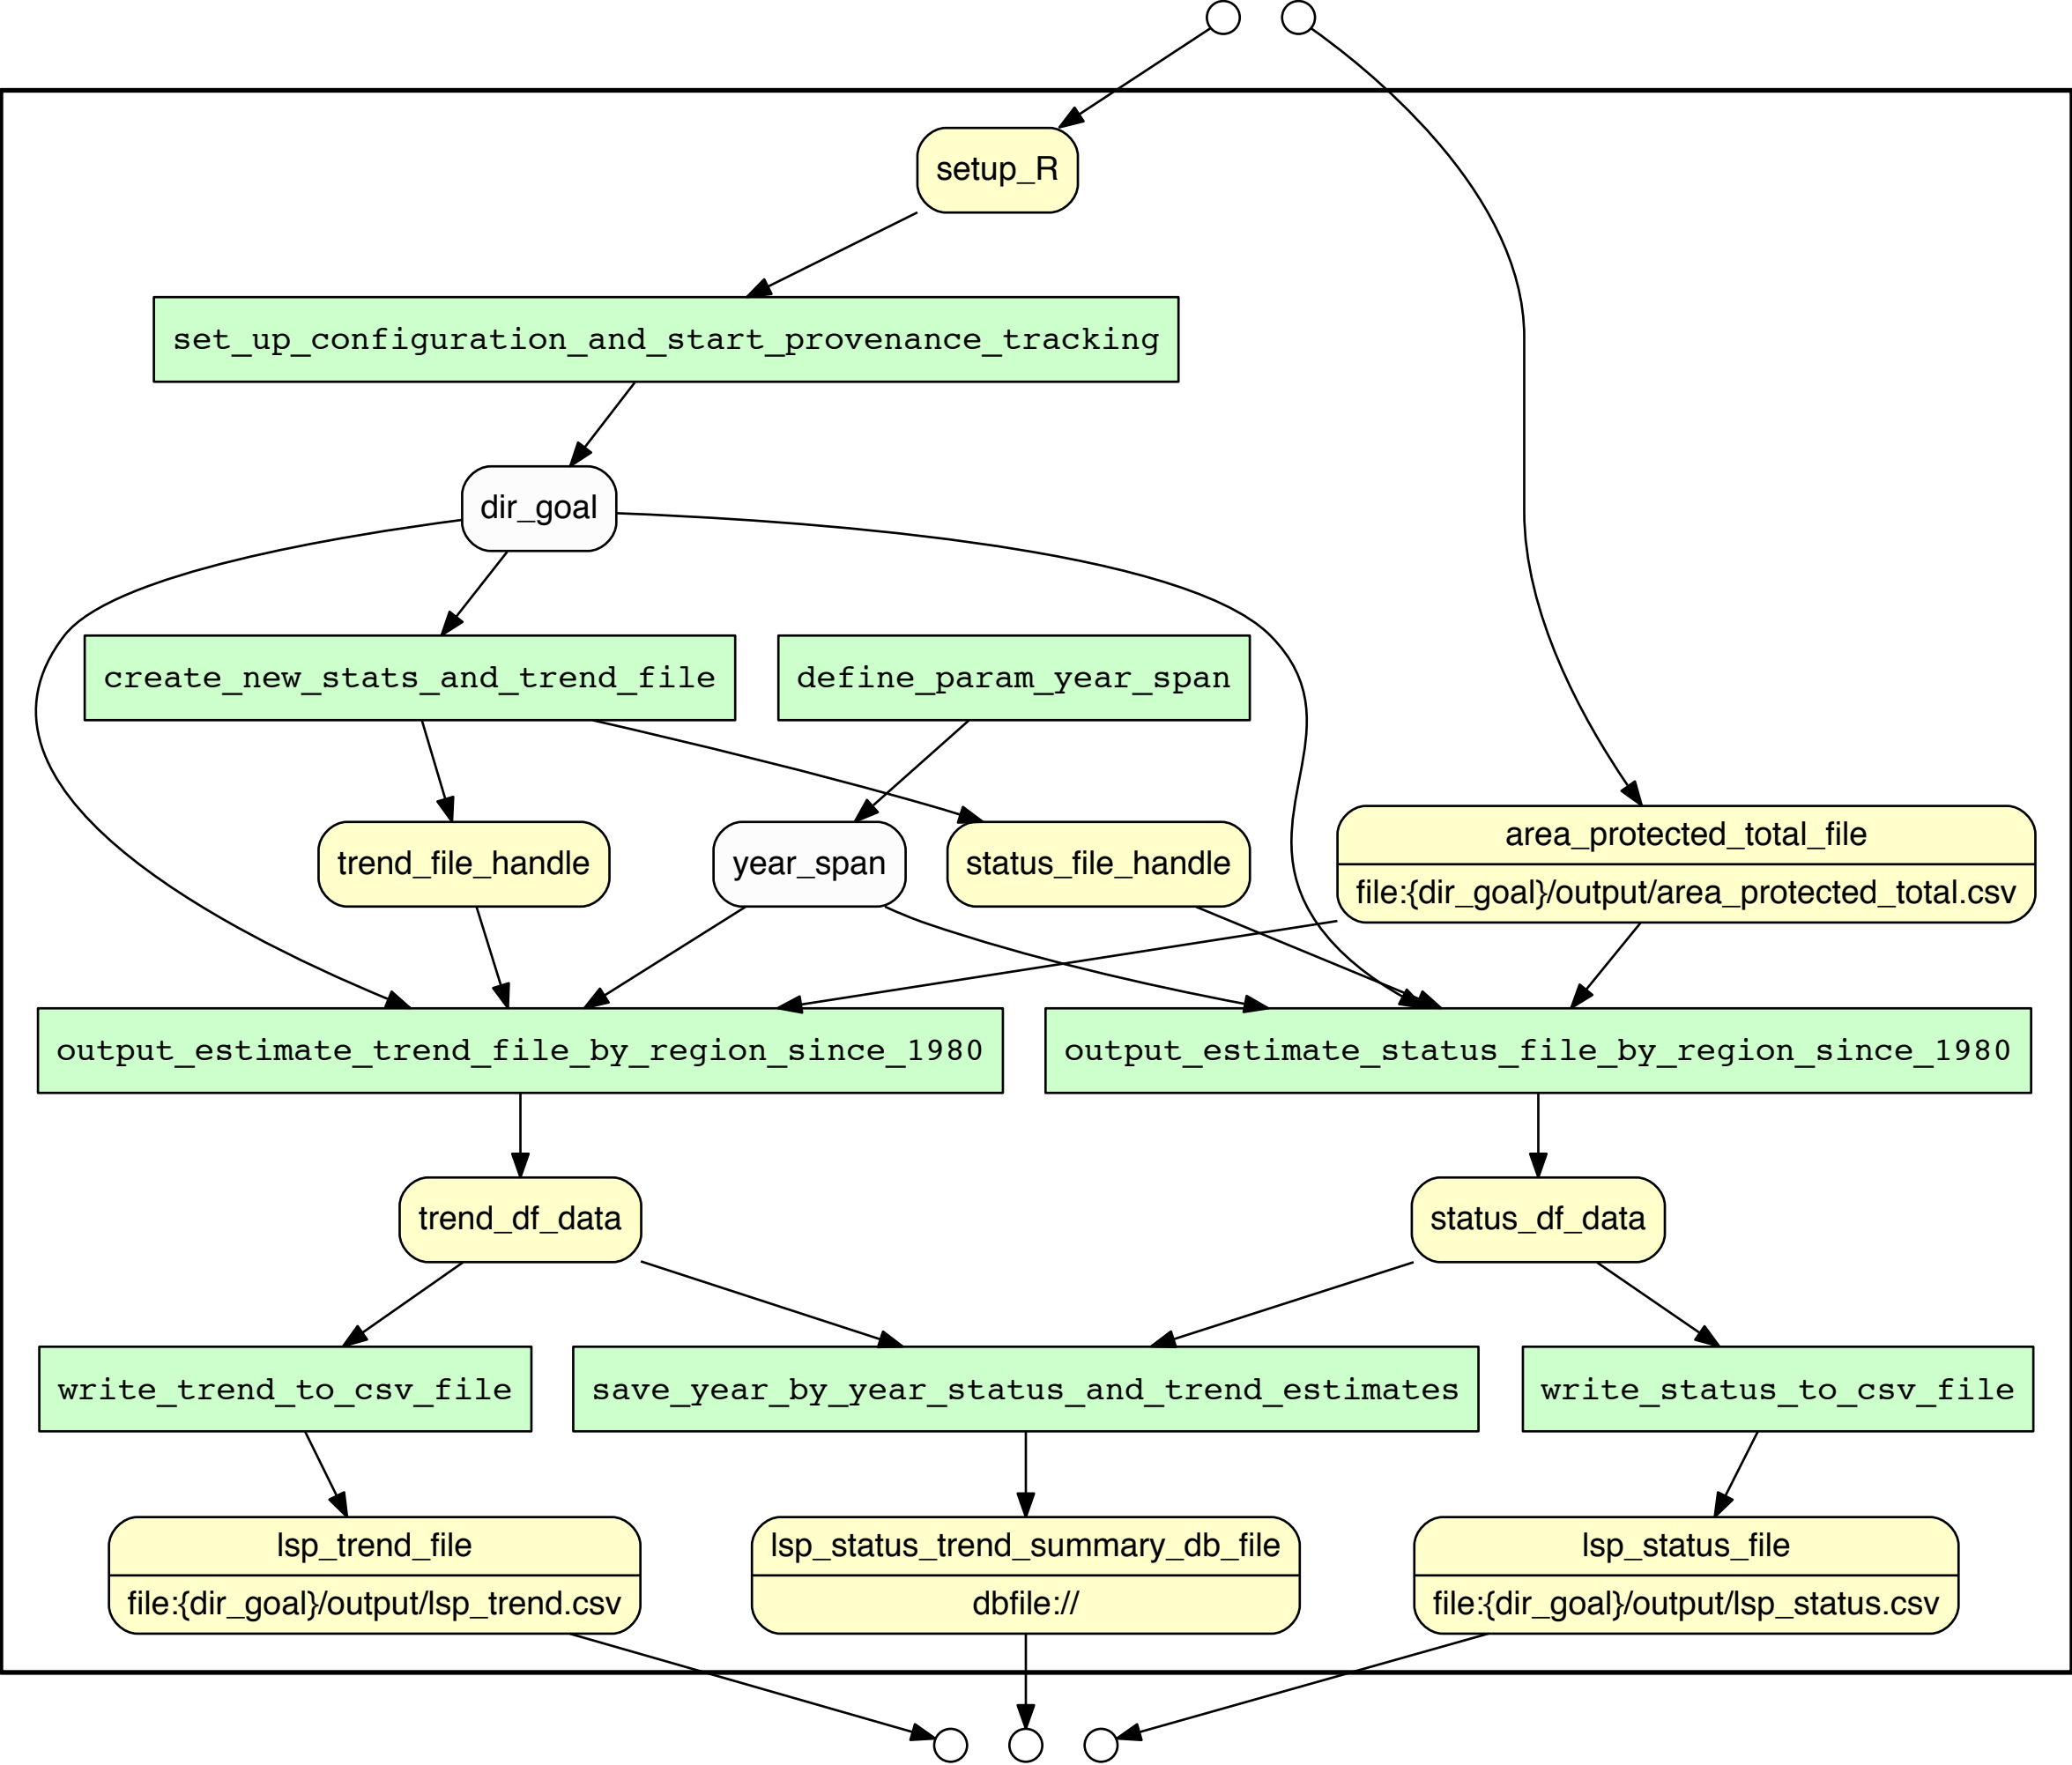 setup_R
set_up_configuration_and_start_provenance_tracking
dir_goal
create_new_stats_and_trend_file
define_param_year_span
trend_file_handle
year_span
status_file_handle
area_protected_total_file
file:{dir_goal}/output/area_protected_total.csv
output_estimate_trend_file_by_region_since_1980
output_estimate_status_file_by_region_since_1980
trend_df_data
status_df_data
write_trend_to_csv_file
save_year_by_year_status_and_trend_estimates
write_status_to_csv_file
lsp_trend_file
file:{dir_goal}/output/lsp_trend.csv
lsp_status_trend_summary_db_file
dbfile://
lsp_status_file
file:{dir_goal}/output/lsp_status.csv